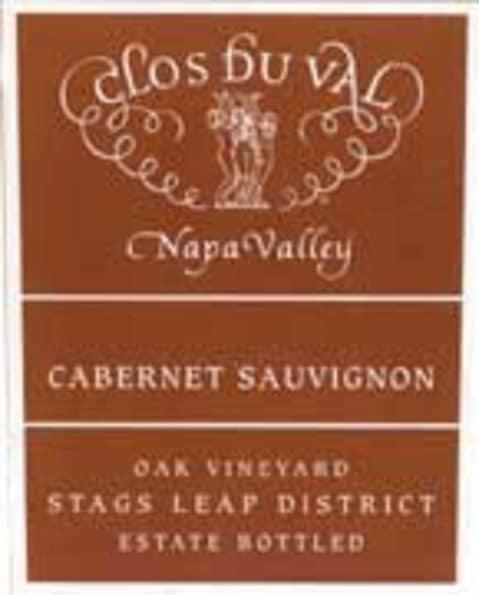 CLOS DU VAL
Napa Valley
CABERNET SAUVIGNON
OAK VINEYARD
STAGS LEAP DISTRICT
ESTATE BOTTLED